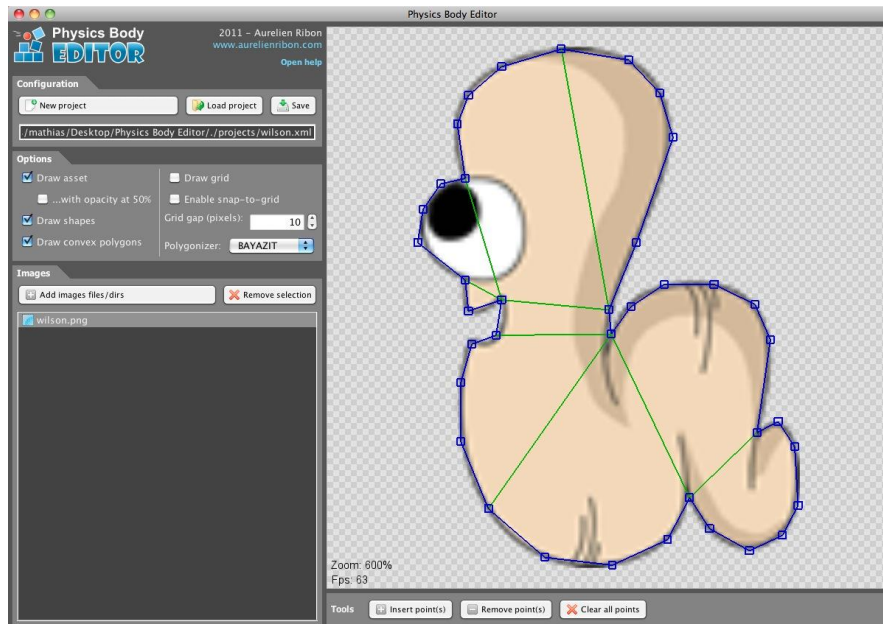 Physics Body Editor
Physics Body
EDITOR
2011 - Aurelien Ribon
www.aurelienribon.com
Open help
Configuration
New project
Load project
Save
/mathias/Desktop/Physics Body Editor/./projects/wilson.xml
Options
Draw asset
Draw grid
...with opacity at 50%
Enable snap-to-grid
Draw shapes
Grid gap (pixels): 10
Draw convex polygons
Polygonizer: BAYAZIT
Images
Add images files/dirs
Remove selection
wilson.png
Zoom: 600%
Fps: 63
Tools
Insert point(s)
Remove point(s)
Clear all points